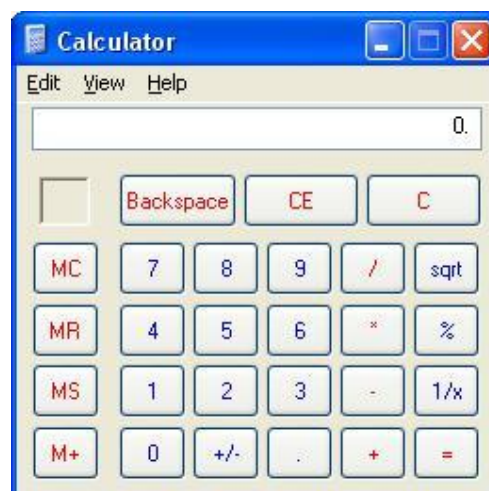 Calculator
Edit View Help
0.
Backspace CE C
MC 7 8 9 / sqrt
MR 4 5 6 * %
MS 1 2 3 - 1/x
M+ 0 +/- . + =